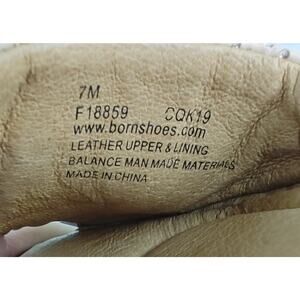 7M
F18859 CQK19
www.bornshoes.com
LEATHER UPPER & LINING
BALANCE MAN MADE MATERIALS
MADE IN CHINA